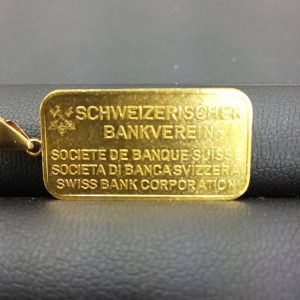 SCHWEIZERISCHER
BANKVEREIN
SOCIETE DE BANQUE SUISSE
SOCIETA DI BANCA SVIZZERA
SWISS BANK CORPORATION